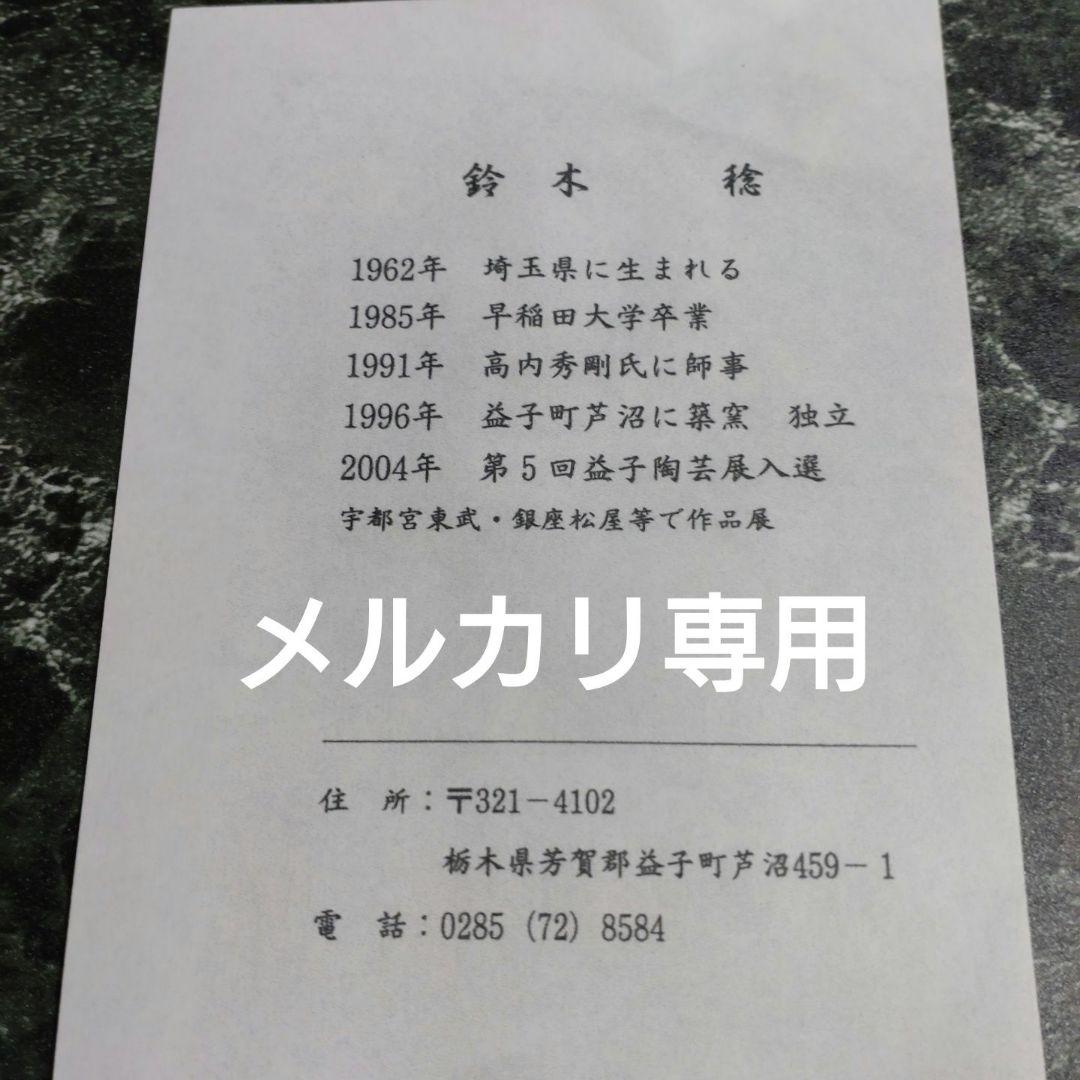 鈴木 稔
1962年 埼玉県に生まれる
1985年 早稲田大学卒業
1991年 高内秀剛氏に師事
1996年 益子町芦沼に築窯 独立
2004年 第5回益子陶芸展入選
宇都宮東武・銀座松屋等で作品展
メルカリ専用
住 所：〒321－4102
栃木県芳賀郡益子町芦沼459－1
電 話：0285（72）8584